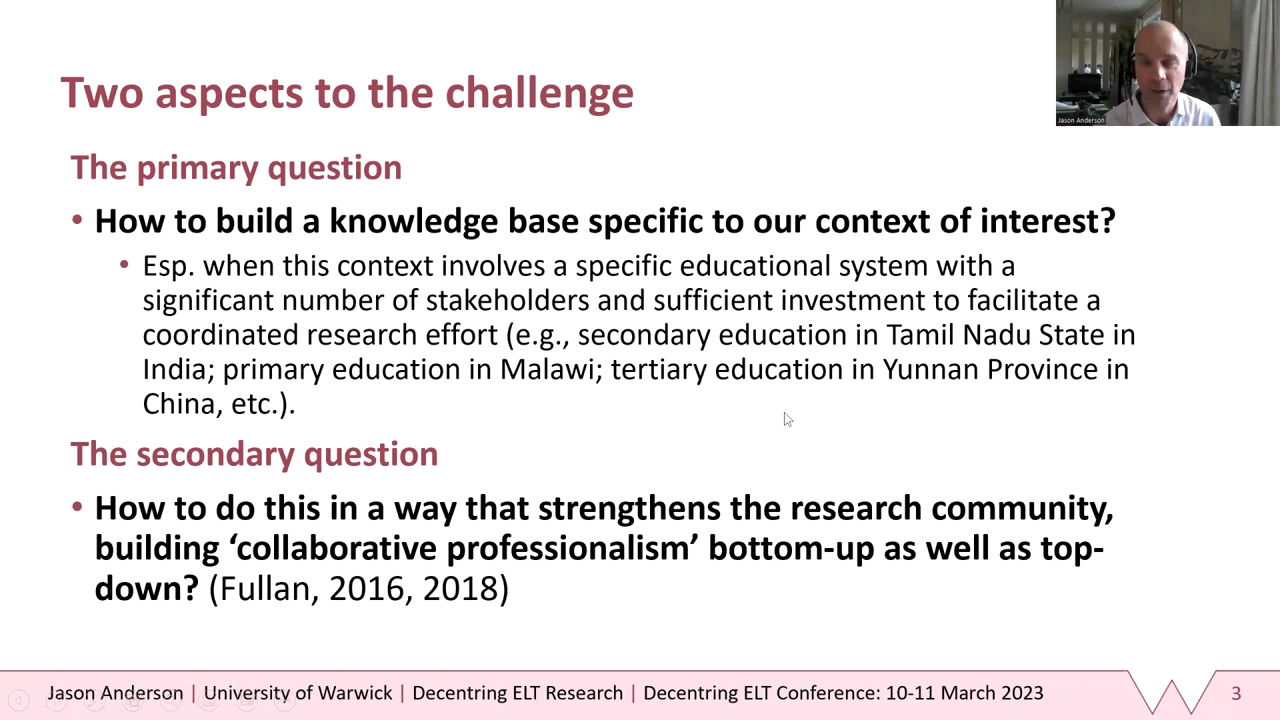 Jason Anderson
Two aspects to the challenge
The primary question
• How to build a knowledge base specific to our context of interest?
• Esp. when this context involves a specific educational system with a
significant number of stakeholders and sufficient investment to facilitate a
coordinated research effort (e.g., secondary education in Tamil Nadu State in
India; primary education in Malawi; tertiary education in Yunnan Province in
China, etc.).
The secondary question
• How to do this in a way that strengthens the research community,
building ‘collaborative professionalism’ bottom-up as well as top-
down? (Fullan, 2016, 2018)
Jason Anderson | University of Warwick | Decentring ELT Research | Decentring ELT Conference: 10-11 March 2023
3